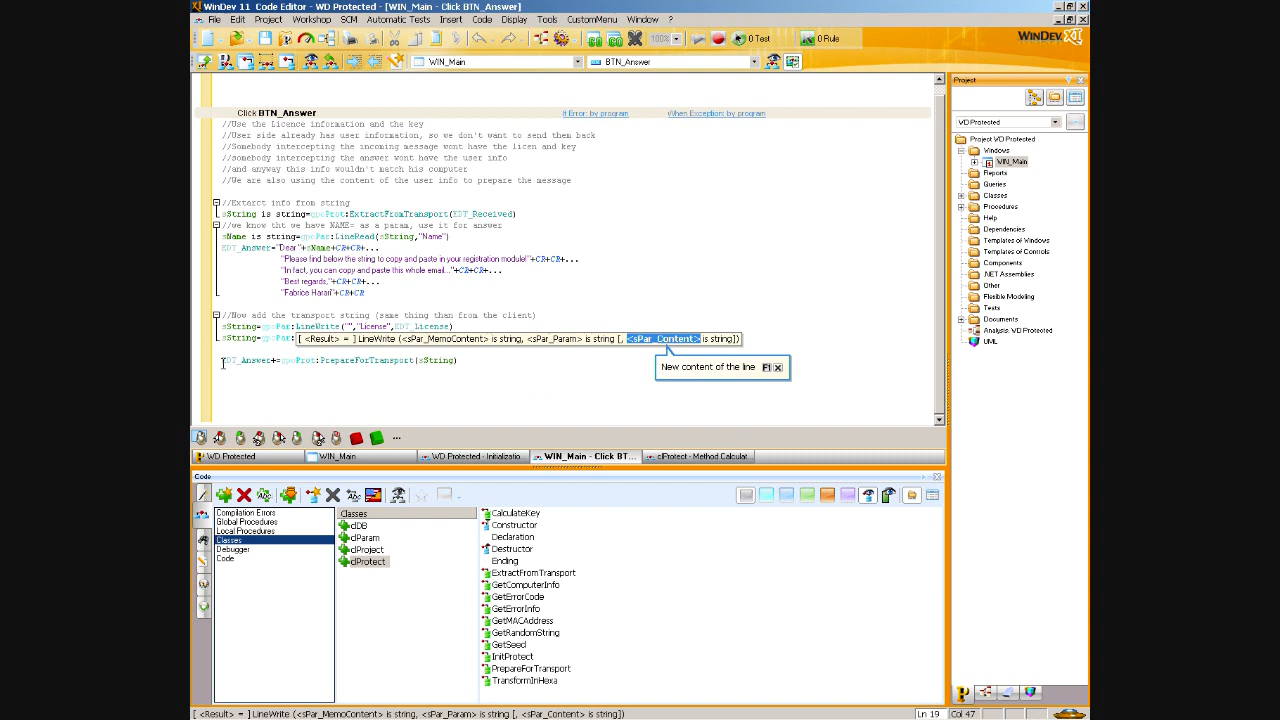 WinDev 11 Code Editor - WD Protected - [WIN_Main - Click BTN_Answer]
File Edit Project Workshop SCM Automatic Tests Insert Code Display Tools CustomMenu Window ?
GO GO 100% 0 Test 0 Rule WINDEV XI
WIN_Main BTN_Answer
Click BTN_Answer If Error: by program When Exception: by program
//Use the Licence information and the key
//User side already has user information, so we don't want to send them back
//Somebody intercepting the incoming message wont have the licen and key
//somebody intercepting the answer wont have the user info
//and anyway this info wouldn't match his computer
//We are also using the content of the user info to prepare the message
//Extarct info from string
sString is string=gpoProt:ExtractFromTransport(EDT_Received)
//we know tht we have NAME= as a param, use it for answer
sName is string=gpoPar:LineRead(sString,"Name")
EDT_Answer="Dear "+sName+CR+CR+...
"Please find below the string to copy and paste in your registration module!"+CR+CR+...
"In fact, you can copy and paste this whole email..."+CR+CR+...
"Best regards,"+CR+CR+...
"Fabrice Harari"+CR+CR
//Now add the transport string (same thing than from the client)
sString=gpoPar:LineWrite("","License",EDT_License)
sString=gpoPar:
[ <Result> = ] LineWrite (<sPar_MemoContent> is string, <sPar_Param> is string [, <sPar_Content> is string])
EDT_Answer+=gpoProt:PrepareForTransport(sString)
New content of the line F1
WD Protected WIN_Main WD Protected - Initializatio WIN_Main - Click BT... clProtect - Method Calculat
Code
Compilation Errors
Global Procedures
Local Procedures
Classes
Debugger
Code
Classes
clDB
clParam
clProject
clProtect
CalculateKey
Constructor
Declaration
Destructor
Ending
ExtractFromTransport
GetComputerInfo
GetErrorCode
GetErrorInfo
GetMACAddress
GetRandomString
GetSeed
InitProtect
PrepareForTransport
TransformInHexa
Project
WD Protected
Project WD Protected
Windows
WIN_Main
Reports
Queries
Classes
Procedures
Help
Dependencies
Templates of Windows
Templates of Controls
Components
.NET Assemblies
Other
Flexible Modeling
Tests
Documents
Analysis: WD Protected
UML
[ <Result> = ] LineWrite (<sPar_MemoContent> is string, <sPar_Param> is string [, <sPar_Content> is string]) Ln 19 Col 47